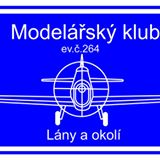 Modelářský klub
ev.č.264
Lány a okolí